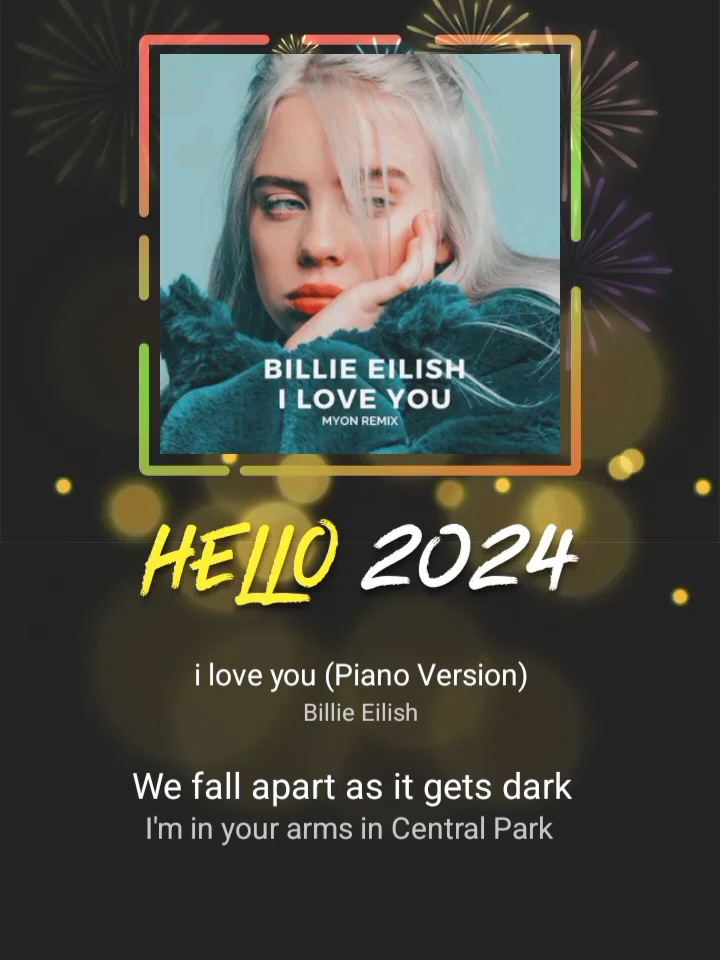 BILLIE EILISH
I LOVE YOU
MYON REMIX
HELLO 2024
i love you (Piano Version)
Billie Eilish
We fall apart as it gets dark
I'm in your arms in Central Park